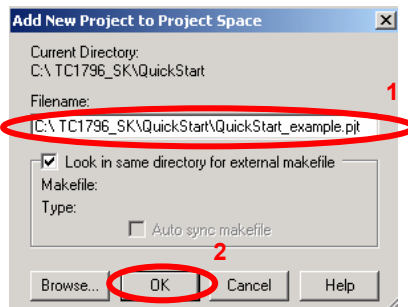 Add New Project to Project Space
Current Directory:
C:\ TC1796_SK\QuickStart
Filename:
1
C:\ TC1796_SK\QuickStart\QuickStart_example.pjt
Look in same directory for external makefile
Makefile:
Type:
Auto sync makefile
2
Browse... OK Cancel Help